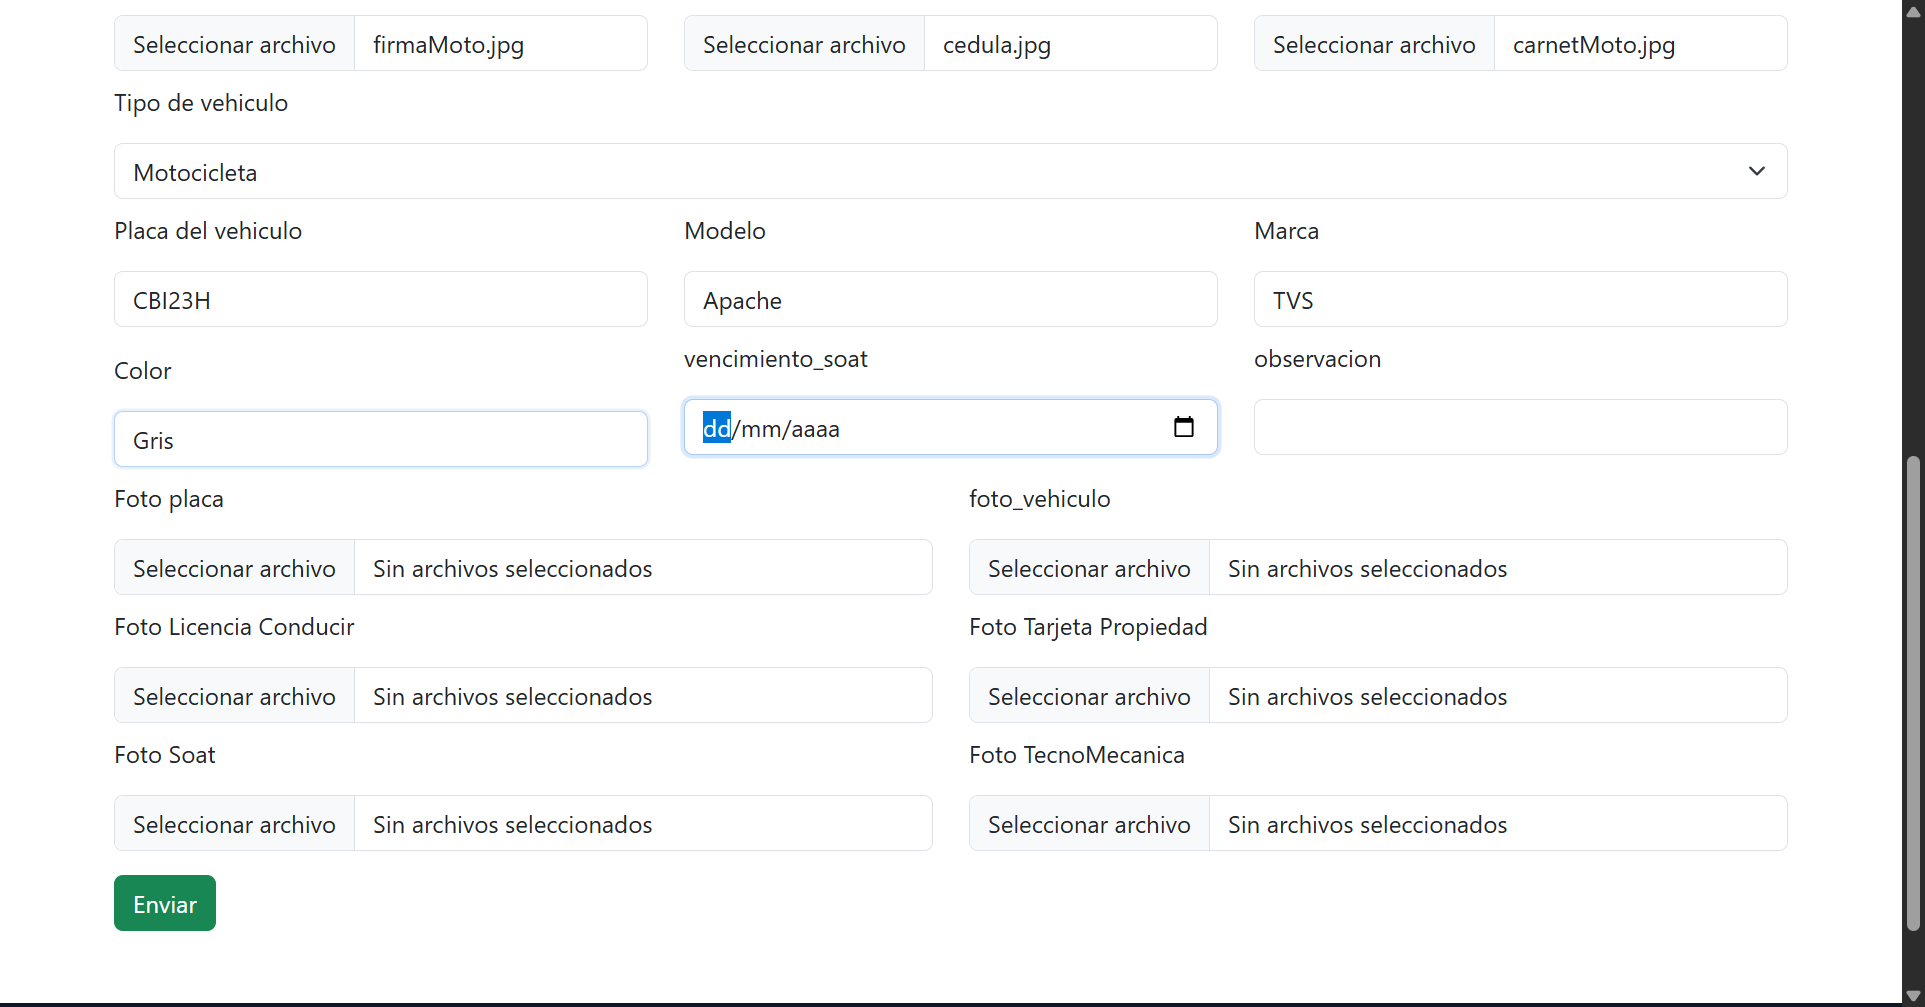 Seleccionar archivo firmaMoto.jpg Seleccionar archivo cedula.jpg Seleccionar archivo carnetMoto.jpg
Tipo de vehiculo
Motocicleta
Placa del vehiculo Modelo Marca
CBI23H Apache TVS
Color vencimiento_soat observacion
Gris dd/mm/aaaa
Foto placa foto_vehiculo
Seleccionar archivo Sin archivos seleccionados Seleccionar archivo Sin archivos seleccionados
Foto Licencia Conducir Foto Tarjeta Propiedad
Seleccionar archivo Sin archivos seleccionados Seleccionar archivo Sin archivos seleccionados
Foto Soat Foto TecnoMecanica
Seleccionar archivo Sin archivos seleccionados Seleccionar archivo Sin archivos seleccionados
Enviar